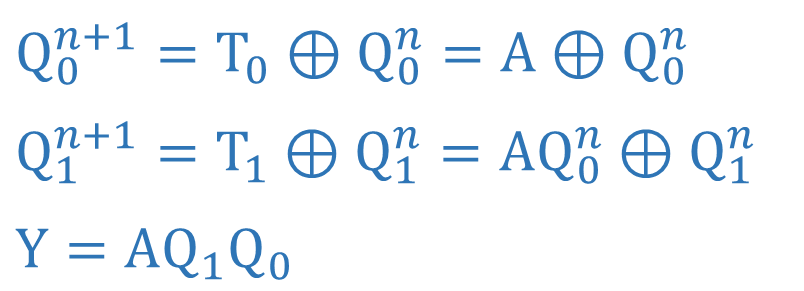 Q₀ⁿ⁺¹ = T₀ ⊕ Q₀ⁿ = A ⊕ Q₀ⁿ
Q₁ⁿ⁺¹ = T₁ ⊕ Q₁ⁿ = AQ₀ⁿ ⊕ Q₁ⁿ
Y = AQ₁Q₀